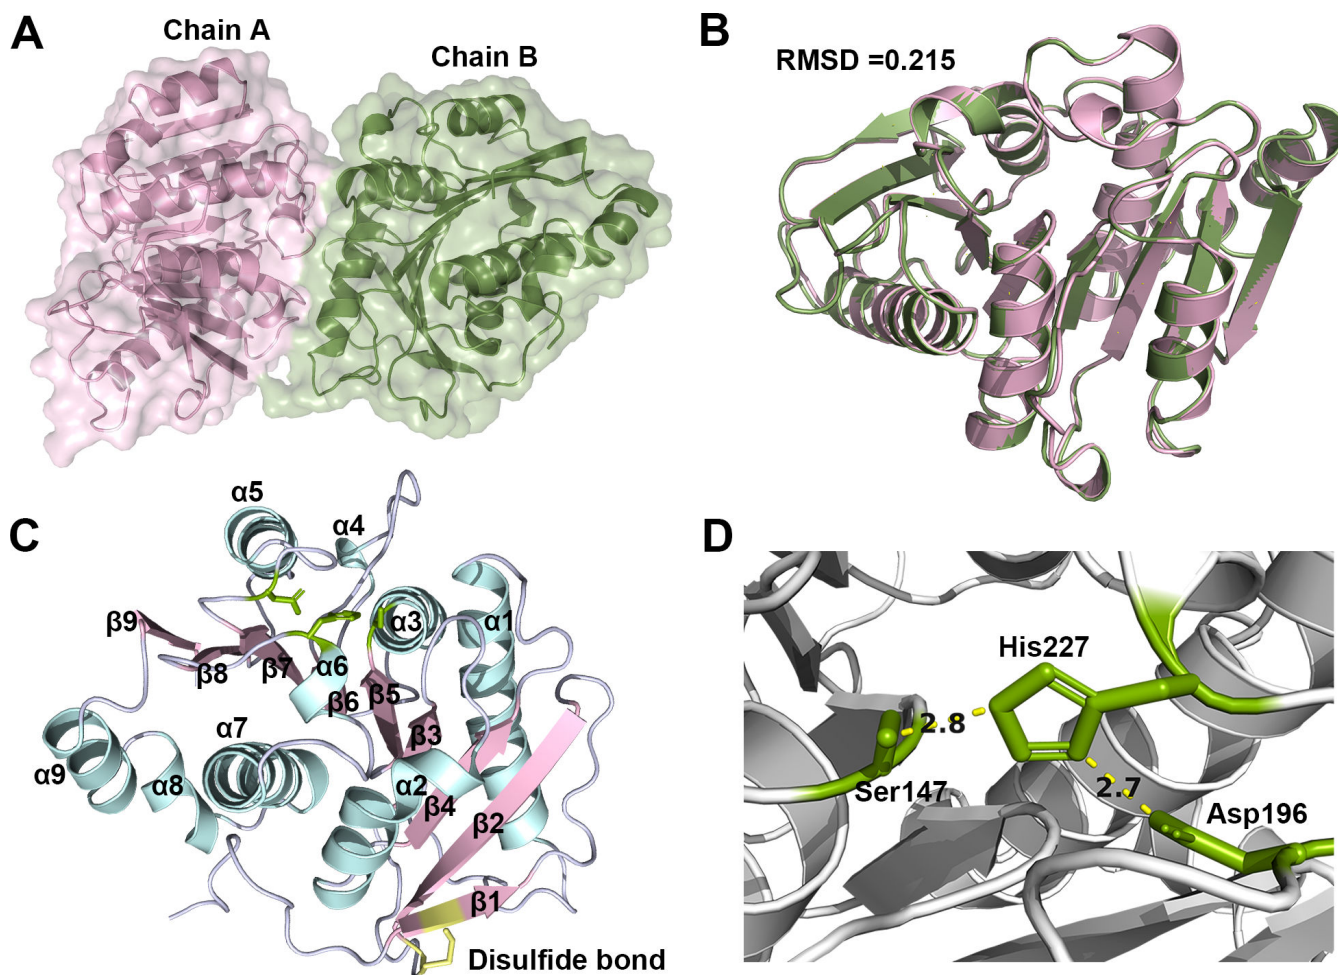 A
Chain A
Chain B
B
RMSD =0.215
C
α5
α4
β9
α3
α1
β8
β7
α6
β5
β6
β3
α7
α9
α8
α2
β4
β2
β1
Disulfide bond
D
His227
2.8
Ser147
2.7
Asp196